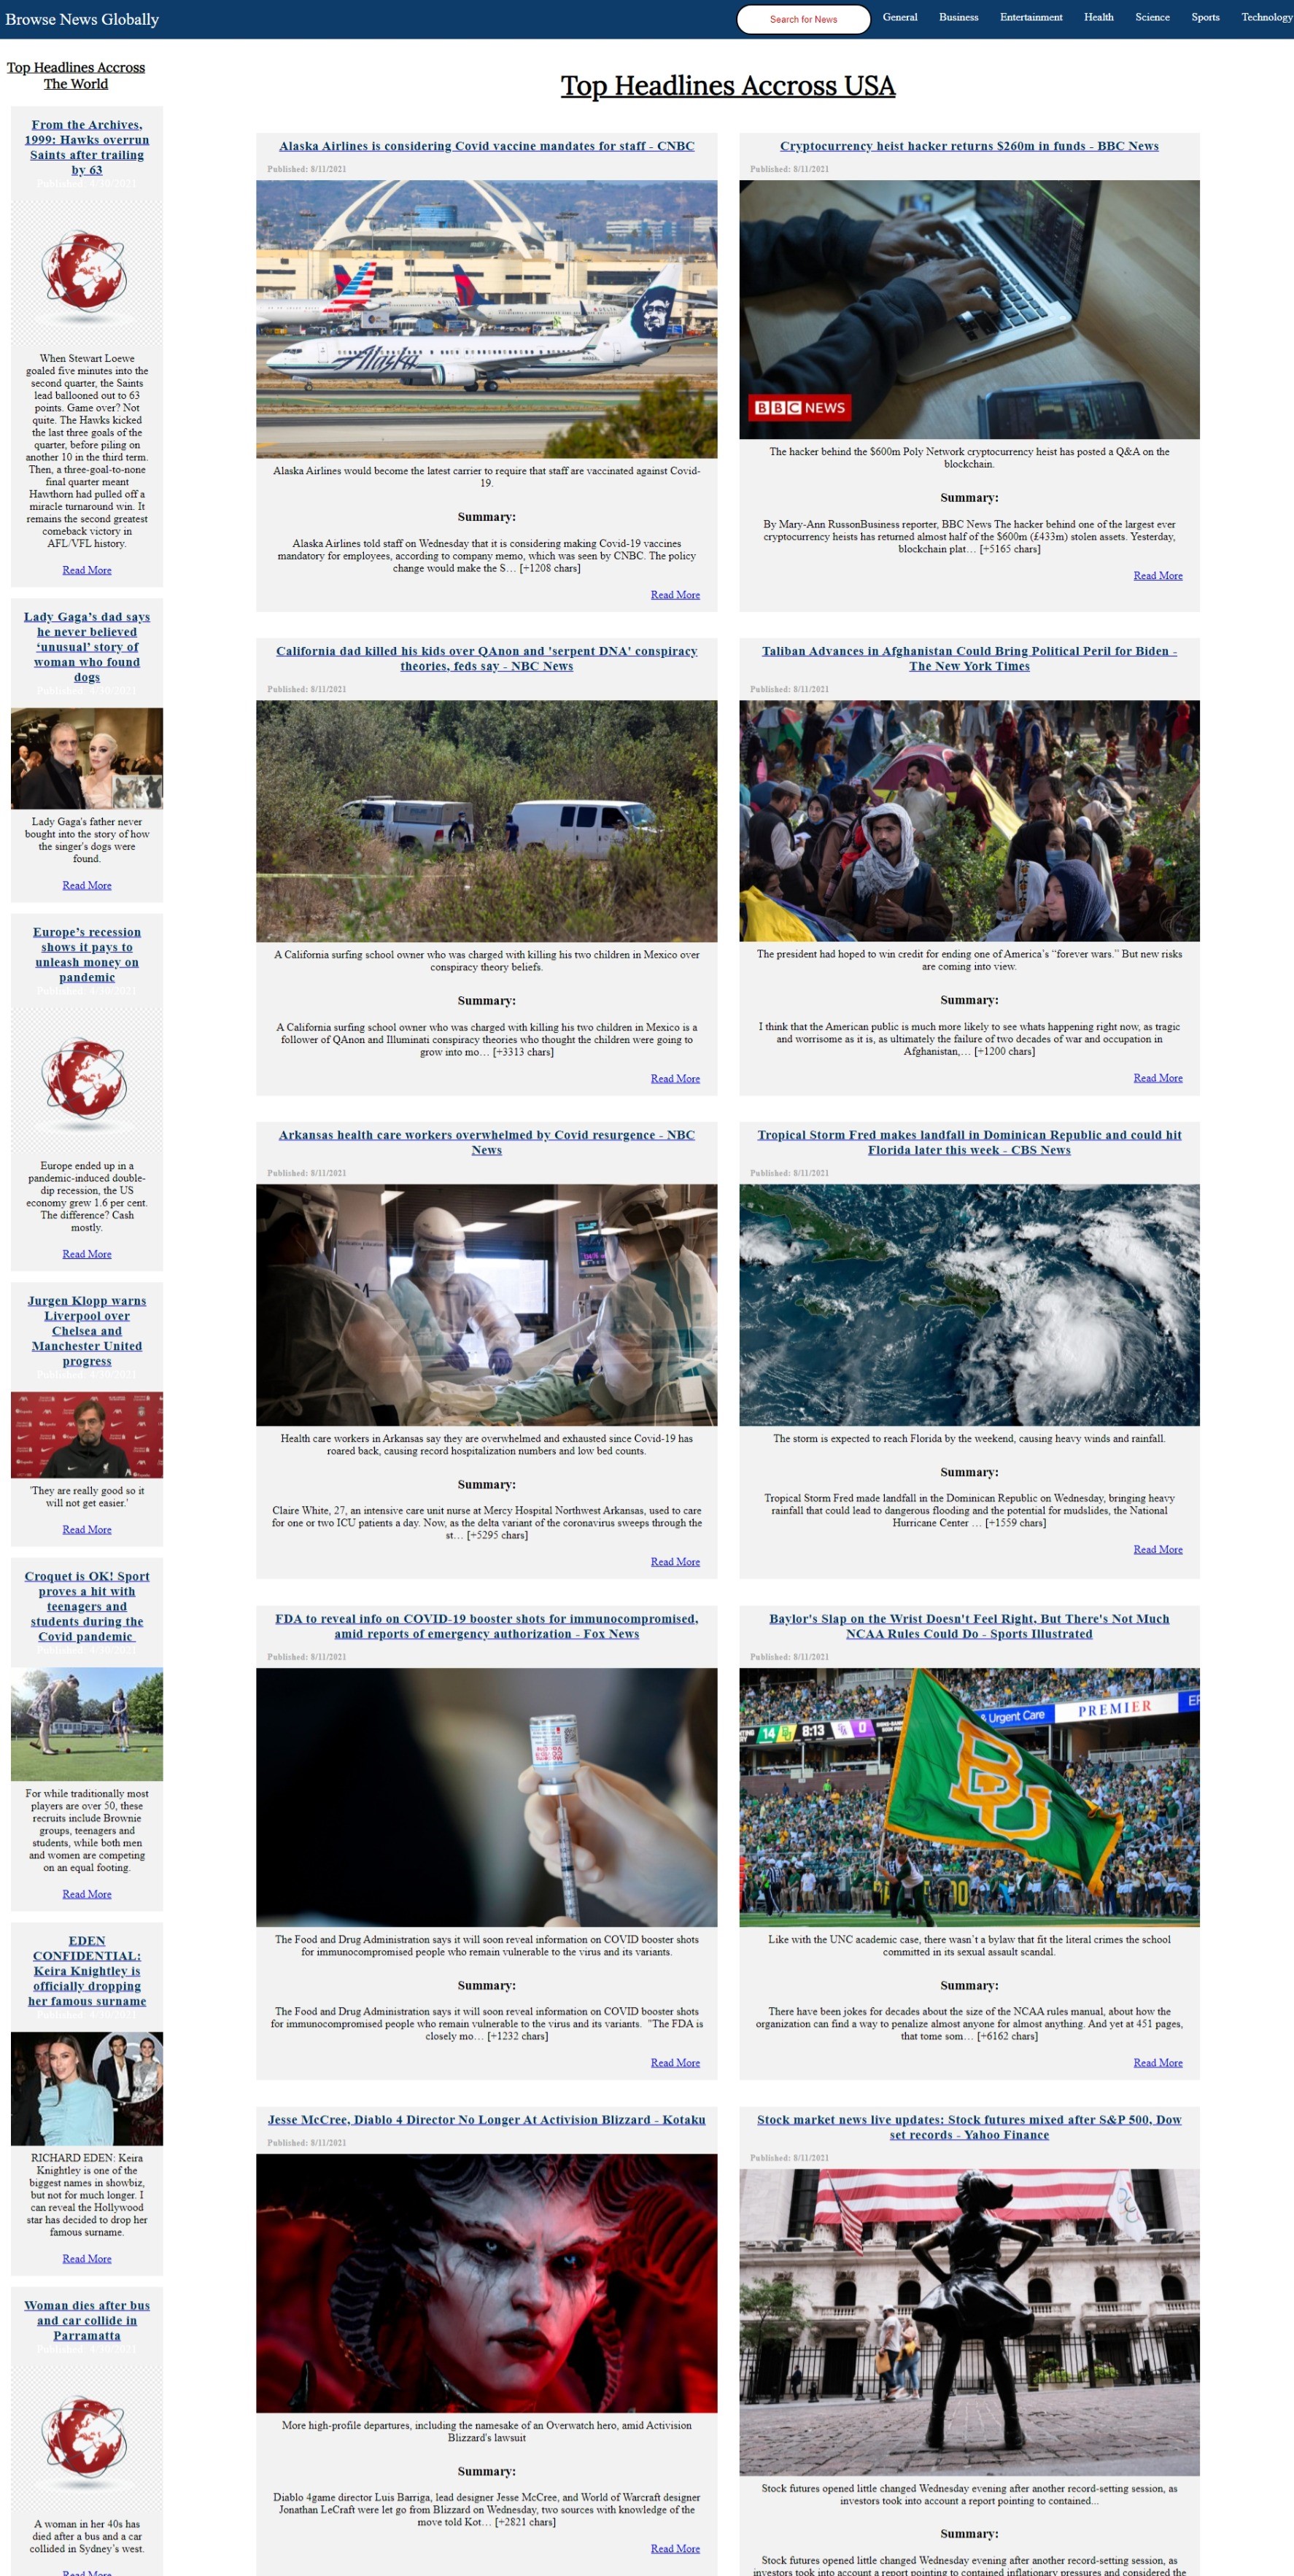 Browse News Globally
Search for News
General
Business
Entertainment
Health
Science
Sports
Technology
Top Headlines Accross
The World
From the Archives,
1999: Hawks overrun
Saints after trailing
by 63
Published: 4/30/2021
When Stewart Loewe
goaled five minutes into the
second quarter, the Saints
lead ballooned out to 63
points. Game over? Not
quite. The Hawks kicked
the last three goals of the
quarter, before piling on
another 10 in the third term.
Then, a three-goal-to-none
final quarter meant
Hawthorn had pulled off a
miracle turnaround win. It
remains the second greatest
comeback victory in
AFL/VFL history.
Read More
Lady Gaga’s dad says
he never believed
‘unusual’ story of
woman who found
dogs
Published: 4/30/2021
Lady Gaga's father never
bought into the story of how
the singer's dogs were
found.
Read More
Europe’s recession
shows it pays to
unleash money on
pandemic
Published: 4/30/2021
Europe ended up in a
pandemic-induced double-
dip recession, the US
economy grew 1.6 per cent.
The difference? Cash
mostly.
Read More
Jurgen Klopp warns
Liverpool over
Chelsea and
Manchester United
progress
Published: 4/30/2021
'They are really good so it
will not get easier.'
Read More
Croquet is OK! Sport
proves a hit with
teenagers and
students during the
Covid pandemic
Published: 4/30/2021
For while traditionally most
players are over 50, these
recruits include Brownie
groups, teenagers and
students, while both men
and women are competing
on an equal footing.
Read More
EDEN
CONFIDENTIAL:
Keira Knightley is
officially dropping
her famous surname
Published: 4/30/2021
RICHARD EDEN: Keira
Knightley is one of the
biggest names in showbiz,
but not for much longer. I
can reveal the Hollywood
star has decided to drop her
famous surname.
Read More
Woman dies after bus
and car collide in
Parramatta
Published: 4/30/2021
A woman in her 40s has
died after a bus and a car
collided in Sydney’s west.
Read More
Top Headlines Accross USA
Alaska Airlines is considering Covid vaccine mandates for staff - CNBC
Published: 8/11/2021
Alaska
Alaska Airlines would become the latest carrier to require that staff are vaccinated against Covid-
19.
Summary:
Alaska Airlines told staff on Wednesday that it is considering making Covid-19 vaccines
mandatory for employees, according to company memo, which was seen by CNBC. The policy
change would make the S… [+1208 chars]
Read More
Cryptocurrency heist hacker returns $260m in funds - BBC News
Published: 8/11/2021
BBC NEWS
The hacker behind the $600m Poly Network cryptocurrency heist has posted a Q&A on the
blockchain.
Summary:
By Mary-Ann RussonBusiness reporter, BBC News The hacker behind one of the largest ever
cryptocurrency heists has returned almost half of the $600m (£433m) stolen assets. Yesterday,
blockchain plat… [+5165 chars]
Read More
California dad killed his kids over QAnon and 'serpent DNA' conspiracy
theories, feds say - NBC News
Published: 8/11/2021
A California surfing school owner who was charged with killing his two children in Mexico over
conspiracy theory beliefs.
Summary:
A California surfing school owner who was charged with killing his two children in Mexico is a
follower of QAnon and Illuminati conspiracy theories who thought the children were going to
grow into mo… [+3313 chars]
Read More
Taliban Advances in Afghanistan Could Bring Political Peril for Biden -
The New York Times
Published: 8/11/2021
The president had hoped to win credit for ending one of America’s “forever wars.” But new risks
are coming into view.
Summary:
I think that the American public is much more likely to see whats happening right now, as tragic
and worrisome as it is, as ultimately the failure of two decades of war and occupation in
Afghanistan,… [+1200 chars]
Read More
Arkansas health care workers overwhelmed by Covid resurgence - NBC
News
Published: 8/11/2021
Health care workers in Arkansas say they are overwhelmed and exhausted since Covid-19 has
roared back, causing record hospitalization numbers and low bed counts.
Summary:
Claire White, 27, an intensive care unit nurse at Mercy Hospital Northwest Arkansas, used to care
for one or two ICU patients a day. Now, as the delta variant of the coronavirus sweeps through the
st… [+5295 chars]
Read More
Tropical Storm Fred makes landfall in Dominican Republic and could hit
Florida later this week - CBS News
Published: 8/11/2021
The storm is expected to reach Florida by the weekend, causing heavy winds and rainfall.
Summary:
Tropical Storm Fred made landfall in the Dominican Republic on Wednesday, bringing heavy
rainfall that could lead to dangerous flooding and the potential for mudslides, the National
Hurricane Center … [+1559 chars]
Read More
FDA to reveal info on COVID-19 booster shots for immunocompromised,
amid reports of emergency authorization - Fox News
Published: 8/11/2021
The Food and Drug Administration says it will soon reveal information on COVID booster shots
for immunocompromised people who remain vulnerable to the virus and its variants.
Summary:
The Food and Drug Administration says it will soon reveal information on COVID booster shots
for immunocompromised people who remain vulnerable to the virus and its variants. "The FDA is
closely mo… [+1232 chars]
Read More
Baylor's Slap on the Wrist Doesn't Feel Right, But There's Not Much
NCAA Rules Could Do - Sports Illustrated
Published: 8/11/2021
& Urgent Care
PREMIER
14
8:13
0
BU
Like with the UNC academic case, there wasn’t a bylaw that fit the literal crimes the school
committed in its sexual assault scandal.
Summary:
There have been jokes for decades about the size of the NCAA rules manual, about how the
organization can find a way to penalize almost anyone for almost anything. And yet at 451 pages,
that tome som… [+6162 chars]
Read More
Jesse McCree, Diablo 4 Director No Longer At Activision Blizzard - Kotaku
Published: 8/11/2021
More high-profile departures, including the namesake of an Overwatch hero, amid Activision
Blizzard's lawsuit
Summary:
Diablo 4game director Luis Barriga, lead designer Jesse McCree, and World of Warcraft designer
Jonathan LeCraft were let go from Blizzard on Wednesday, two sources with knowledge of the
move told Kot… [+2821 chars]
Read More
Stock market news live updates: Stock futures mixed after S&P 500, Dow
set records - Yahoo Finance
Published: 8/11/2021
Stock futures opened little changed Wednesday evening after another record-setting session, as
investors took into account a report pointing to contained...
Summary:
Stock futures opened little changed Wednesday evening after another record-setting session, as
investors took into account a report pointing to contained inflationary pressures and considered the